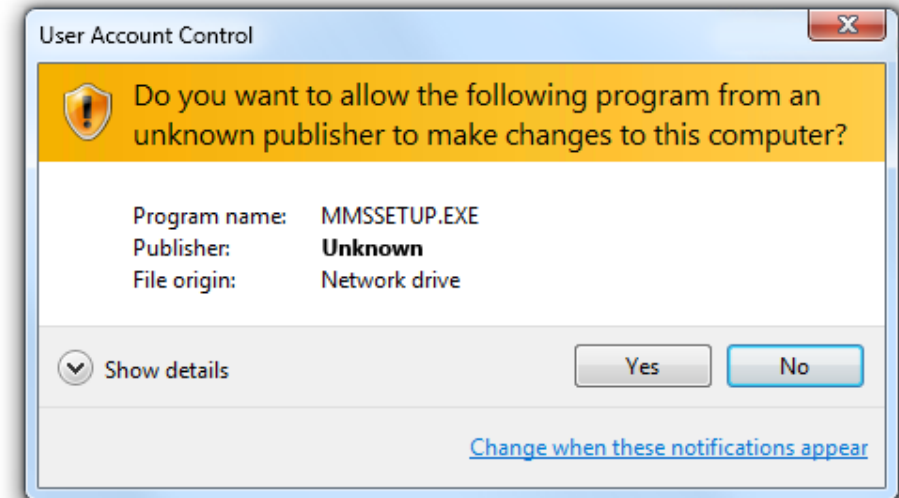 User Account Control
Do you want to allow the following program from an
unknown publisher to make changes to this computer?
Program name: MMSSETUP.EXE
Publisher: Unknown
File origin: Network drive
Show details
Yes
No
Change when these notifications appear